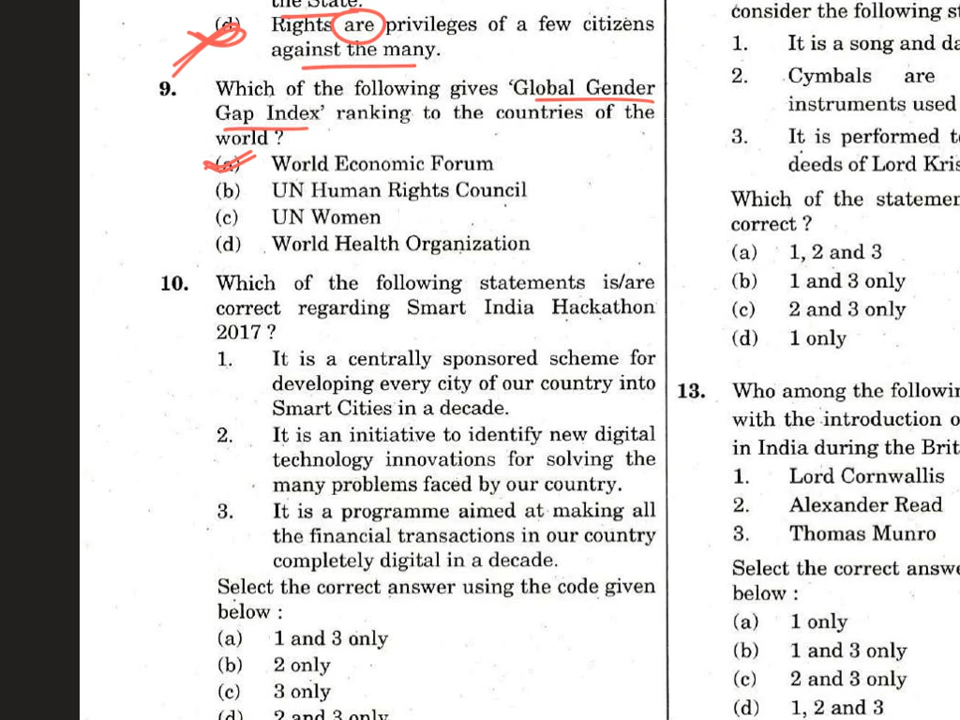 the State.
(d) Rights are privileges of a few citizens
against the many.
9. Which of the following gives ‘Global Gender
Gap Index’ ranking to the countries of the
world ?
(a) World Economic Forum
(b) UN Human Rights Council
(c) UN Women
(d) World Health Organization
10. Which of the following statements is/are
correct regarding Smart India Hackathon
2017 ?
1. It is a centrally sponsored scheme for
developing every city of our country into
Smart Cities in a decade.
2. It is an initiative to identify new digital
technology innovations for solving the
many problems faced by our country.
3. It is a programme aimed at making all
the financial transactions in our country
completely digital in a decade.
Select the correct answer using the code given
below :
(a) 1 and 3 only
(b) 2 only
(c) 3 only
(d) 2 and 3 only
consider the following
1. It is a song and
2. Cymbals are
instruments used
3. It is performed
deeds of Lord
Which of the
correct ?
(a) 1, 2 and 3
(b) 1 and 3 only
(c) 2 and 3 only
(d) 1 only
13. Who among the
with the introduction
in India during the
1. Lord Cornwallis
2. Alexander Read
3. Thomas Munro
Select the correct
below :
(a) 1 only
(b) 1 and 3 only
(c) 2 and 3 only
(d) 1, 2 and 3